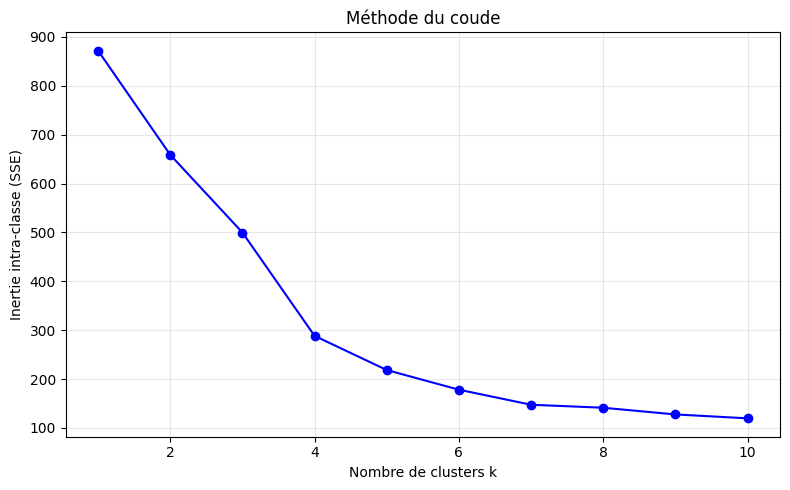 Méthode du coude
900
800
700
600
500
400
300
200
100
Inertie intra-classe (SSE)
2 4 6 8 10
Nombre de clusters k